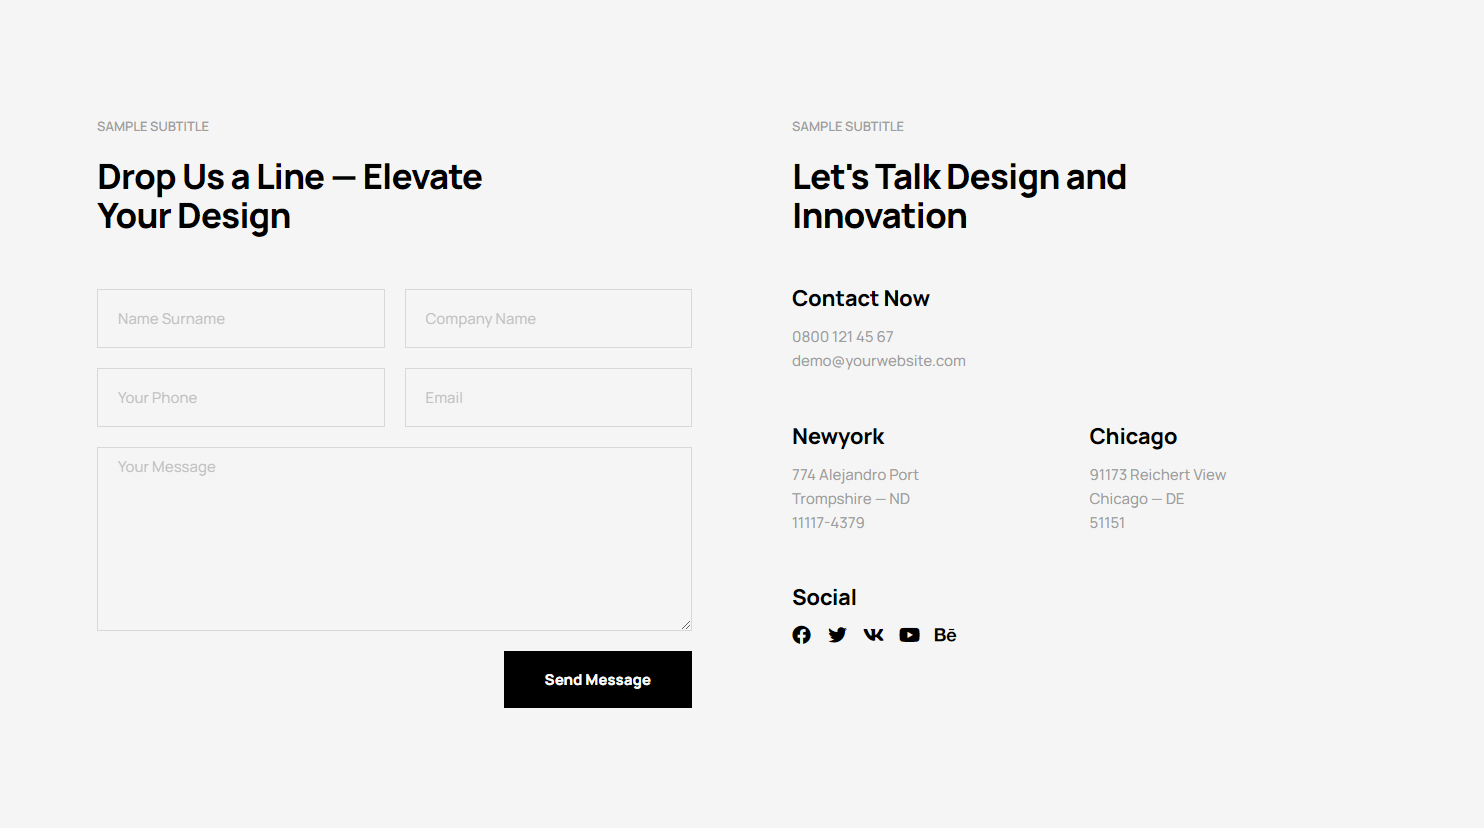 SAMPLE SUBTITLE
Drop Us a Line — Elevate
Your Design
Name Surname
Company Name
Your Phone
Email
Your Message
Send Message
SAMPLE SUBTITLE
Let's Talk Design and
Innovation
Contact Now
0800 121 45 67
demo@yourwebsite.com
Newyork
774 Alejandro Port
Trompshire — ND
11117-4379
Chicago
91173 Reichert View
Chicago — DE
51151
Social
Bē